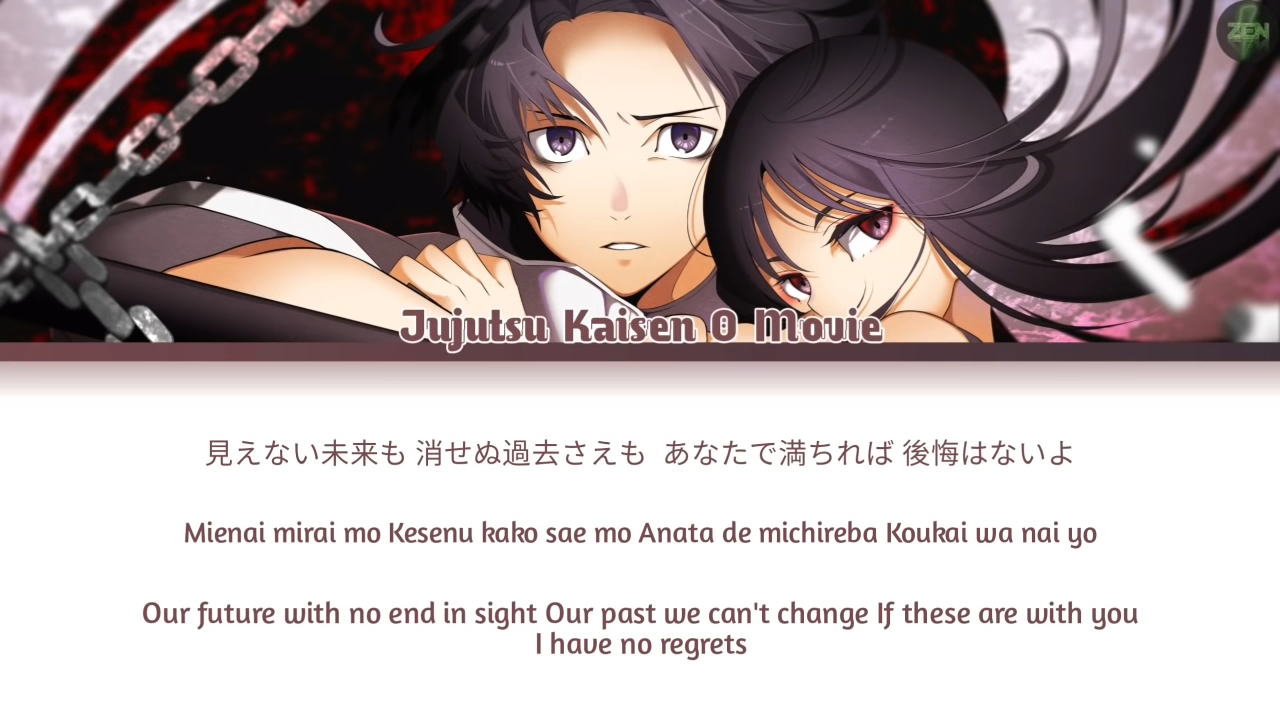 ZEN
Jujutsu Kaisen 0 Movie
見えない未来も 消せぬ過去さえも  あなたで満ちれば 後悔はないよ
Mienai mirai mo Kesenu kako sae mo Anata de michireba Koukai wa nai yo
Our future with no end in sight Our past we can't change If these are with you
I have no regrets